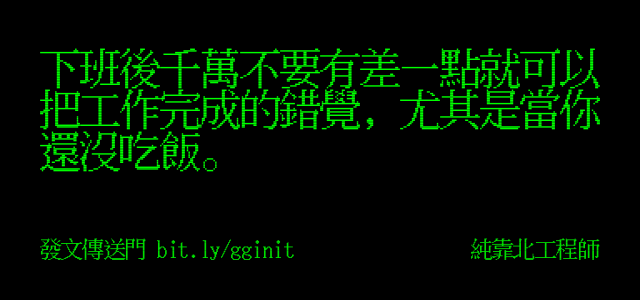 下班後千萬不要有差一點就可以
把工作完成的錯覺，尤其是當你
還沒吃飯。
發文傳送門 bit.ly/gginit
純靠北工程師